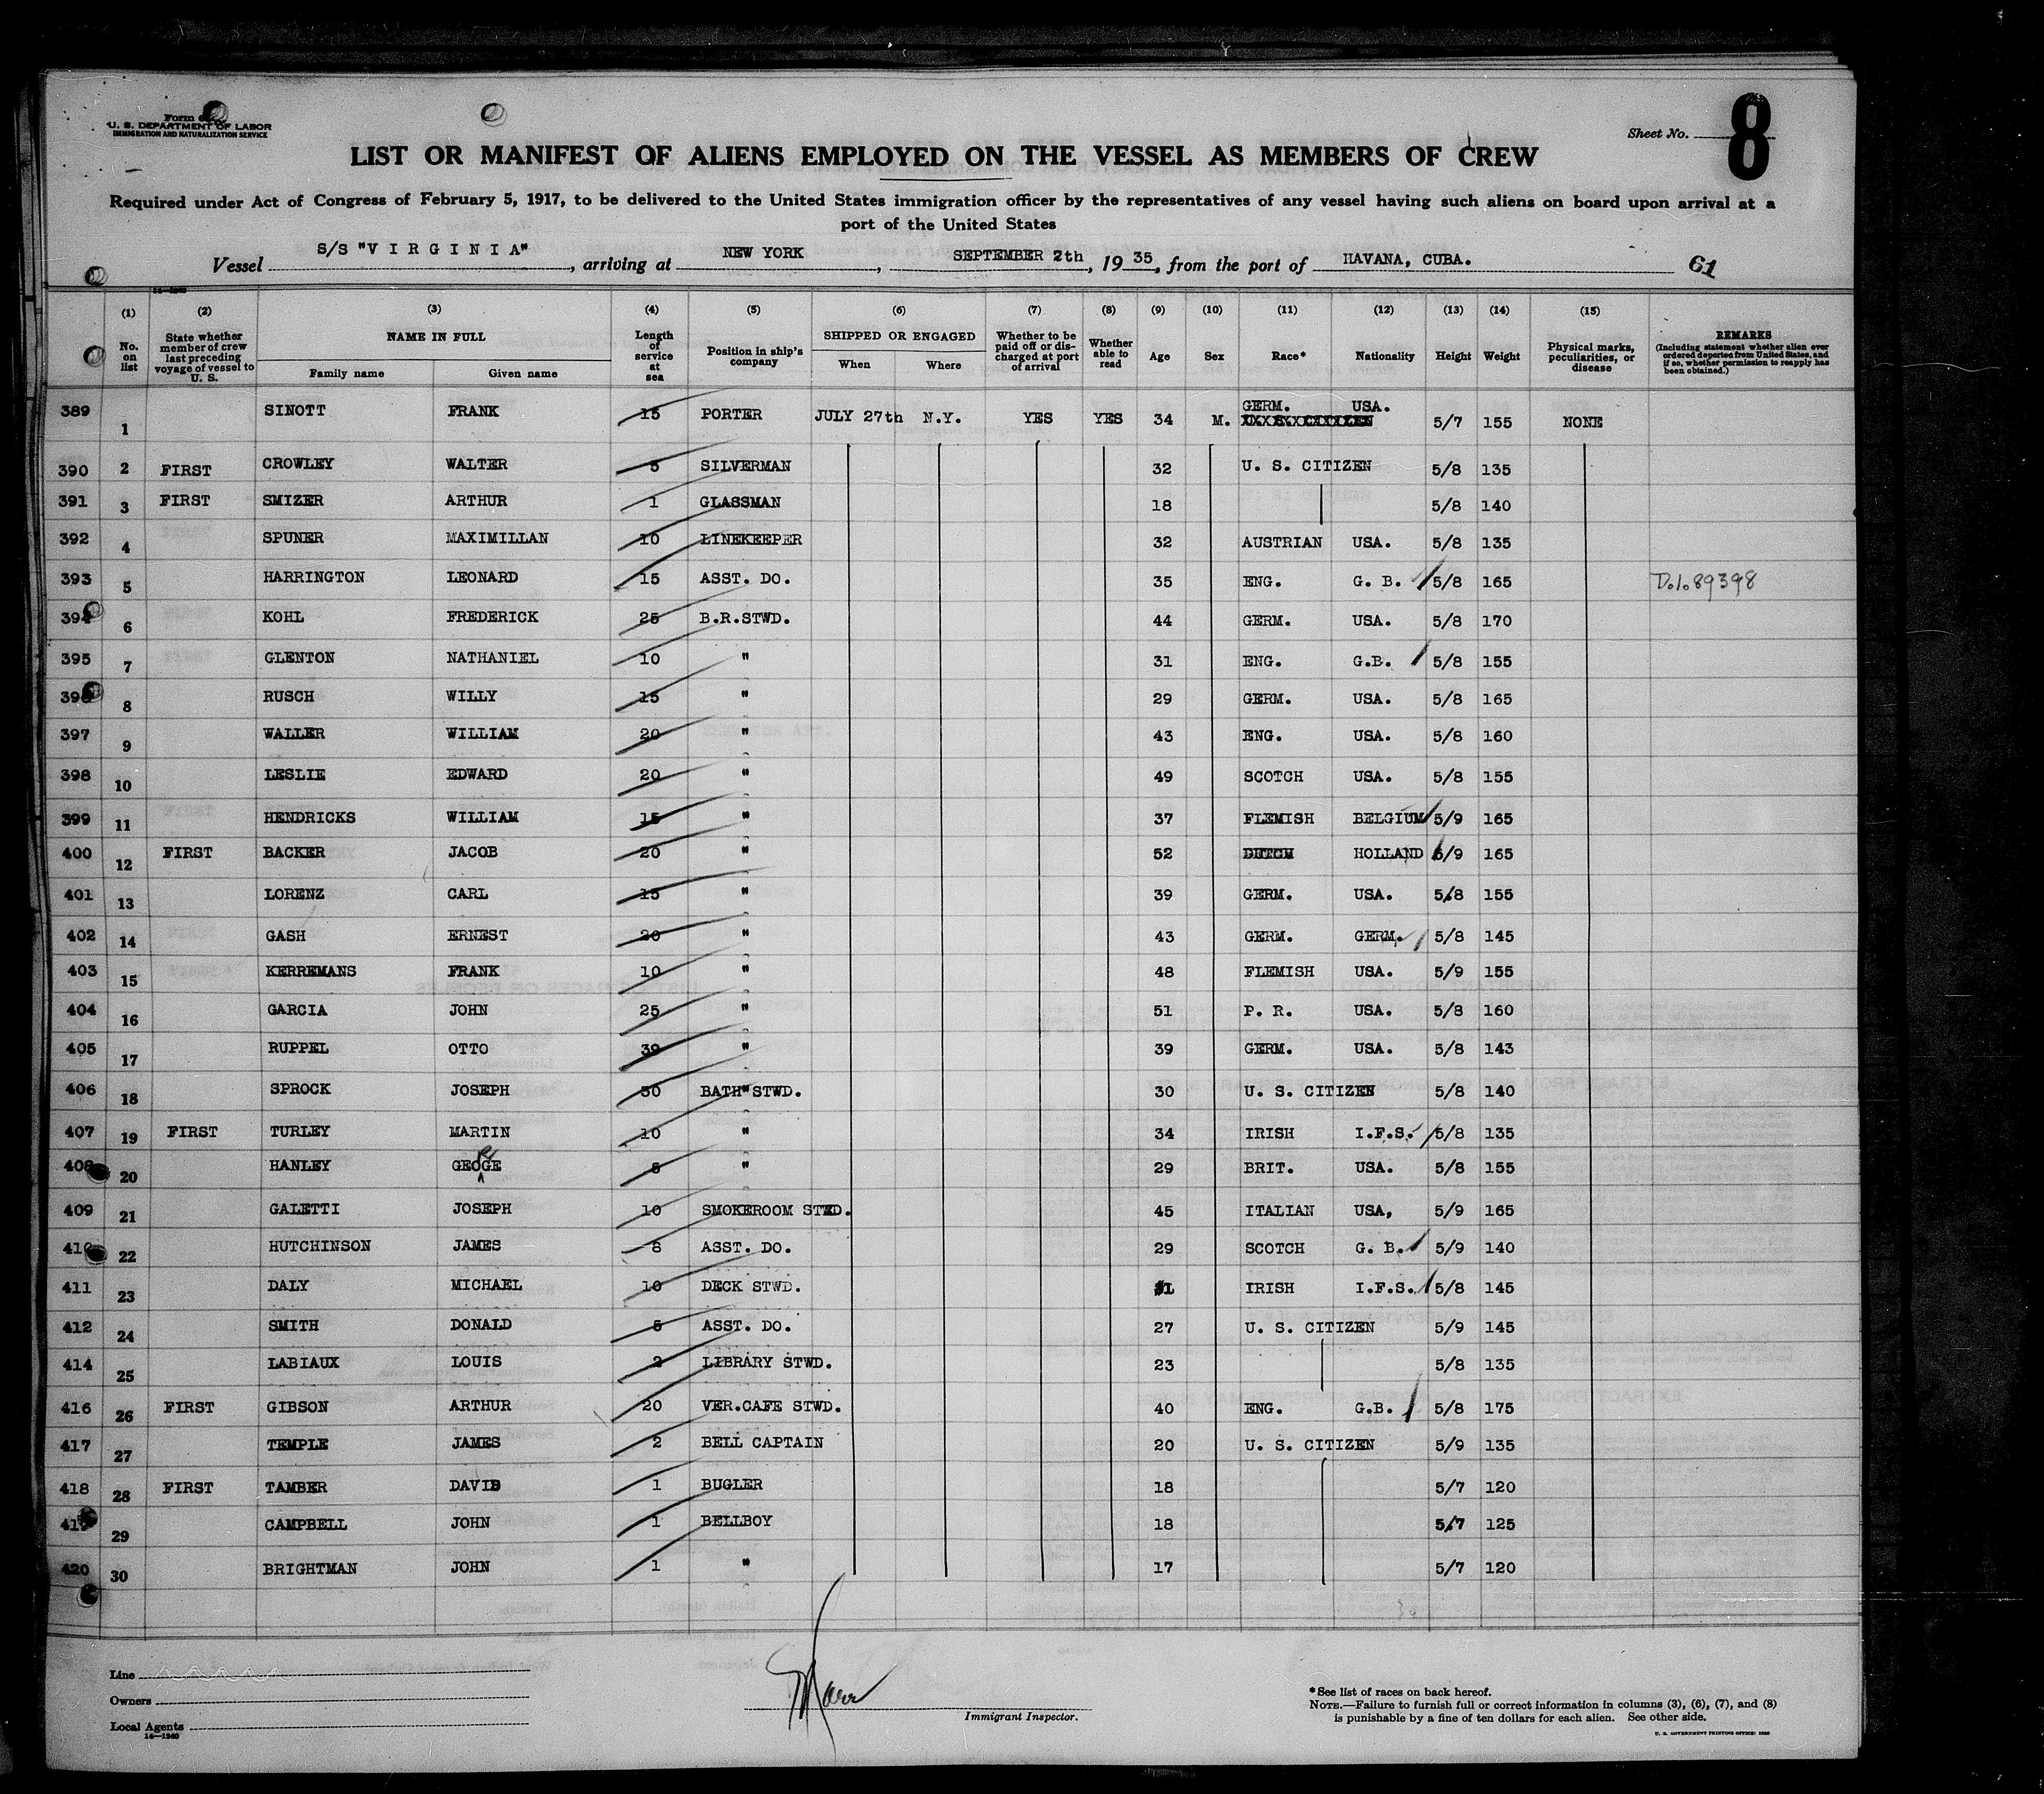 Form
U. S. DEPARTMENT OF LABOR
IMMIGRATION AND NATURALIZATION SERVICE
Sheet No. 8
LIST OR MANIFEST OF ALIENS EMPLOYED ON THE VESSEL AS MEMBERS OF CREW
Required under Act of Congress of February 5, 1917, to be delivered to the United States immigration officer by the representatives of any vessel having such aliens on board upon arrival at a
port of the United States
Vessel S/S "VIRGINIA", arriving at NEW YORK, SEPTEMBER 2th, 1935, from the port of HAVANA, CUBA. 61
14-1240
(1) (2) (3) (4) (5) (6) (7) (8) (9) (10) (11) (12) (13) (14) (15)
No. on list | State whether member of crew last preceding voyage of vessel to U. S. | NAME IN FULL Family name Given name | Length of service at sea | Position in ship's company | SHIPPED OR ENGAGED When Where | Whether to be paid off or discharged at port of arrival | Whether able to read | Age | Sex | Race* | Nationality | Height | Weight | Physical marks, peculiarities, or disease | REMARKS (Including statement whether alien ever ordered deported from United States, and if so, whether permission to reapply has been obtained.)
389 1 SINOTT FRANK 15 PORTER JULY 27th N.Y. YES YES 34 M. GERM. USA. 5/7 155 NONE
390 2 FIRST CROWLEY WALTER 5 SILVERMAN 32 U. S. CITIZEN 5/8 135
391 3 FIRST SMIZER ARTHUR 1 GLASSMAN 18 5/8 140
392 4 SPUNER MAXIMILLAN 10 LINEKEEPER 32 AUSTRIAN USA. 5/8 135
393 5 HARRINGTON LEONARD 15 ASST. DO. 35 ENG. G. B. 5/8 165 D.1.89398
394 6 KOHL FREDERICK 25 B.R.STWD. 44 GERM. USA. 5/8 170
395 7 GLENTON NATHANIEL 10 " 31 ENG. G.B. 5/8 155
396 8 RUSCH WILLY 15 " 29 GERM. USA. 5/8 165
397 9 WALLER WILLIAM 20 " 43 ENG. USA. 5/8 160
398 10 LESLIE EDWARD 20 " 49 SCOTCH USA. 5/8 155
399 11 HENDRICKS WILLIAM 15 " 37 FLEMISH BELGIUM 5/9 165
400 12 FIRST BACKER JACOB 20 " 52 DUTCH HOLLAND 5/9 165
401 13 LORENZ CARL 15 " 39 GERM. USA. 5/8 155
402 14 GASH ERNEST 20 " 43 GERM. GERM. 5/8 145
403 15 KERREMANS FRANK 10 " 48 FLEMISH USA. 5/9 155
404 16 GARCIA JOHN 25 " 51 P. R. USA. 5/8 160
405 17 RUPPEL OTTO 39 " 39 GERM. USA. 5/8 143
406 18 SPROCK JOSEPH 30 BATH"STWD. 30 U. S. CITIZEN 5/8 140
407 19 FIRST TURLEY MARTIN 10 " 34 IRISH I.F.S. 5/8 135
408 20 HANLEY GEORGE 5 " 29 BRIT. USA. 5/8 155
409 21 GALETTI JOSEPH 10 SMOKEROOM STWD. 45 ITALIAN USA, 5/9 165
410 22 HUTCHINSON JAMES 8 ASST. DO. 29 SCOTCH G. B. 5/9 140
411 23 DALY MICHAEL 10 DECK STWD. IRISH I.F.S. 5/8 145
412 24 SMITH DONALD 5 ASST. DO. 27 U. S. CITIZEN 5/9 145
414 25 LABIAUX LOUIS 2 LIBRARY STWD. 23 5/8 135
416 26 FIRST GIBSON ARTHUR 20 VER.CAFE STWD. 40 ENG. G.B. 5/8 175
417 27 TEMPLE JAMES 2 BELL CAPTAIN 20 U. S. CITIZEN 5/9 135
418 28 FIRST TAMBER DAVID 1 BUGLER 18 5/7 120
419 29 CAMPBELL JOHN 1 BELLBOY 18 5/7 125
420 30 BRIGHTMAN JOHN 1 " 17 5/7 120
Line
Owners
Local Agents
14-1240
Immigrant Inspector.
*See list of races on back hereof.
NOTE.—Failure to furnish full or correct information in columns (3), (6), (7), and (8)
is punishable by a fine of ten dollars for each alien. See other side.
U. S. GOVERNMENT PRINTING OFFICE